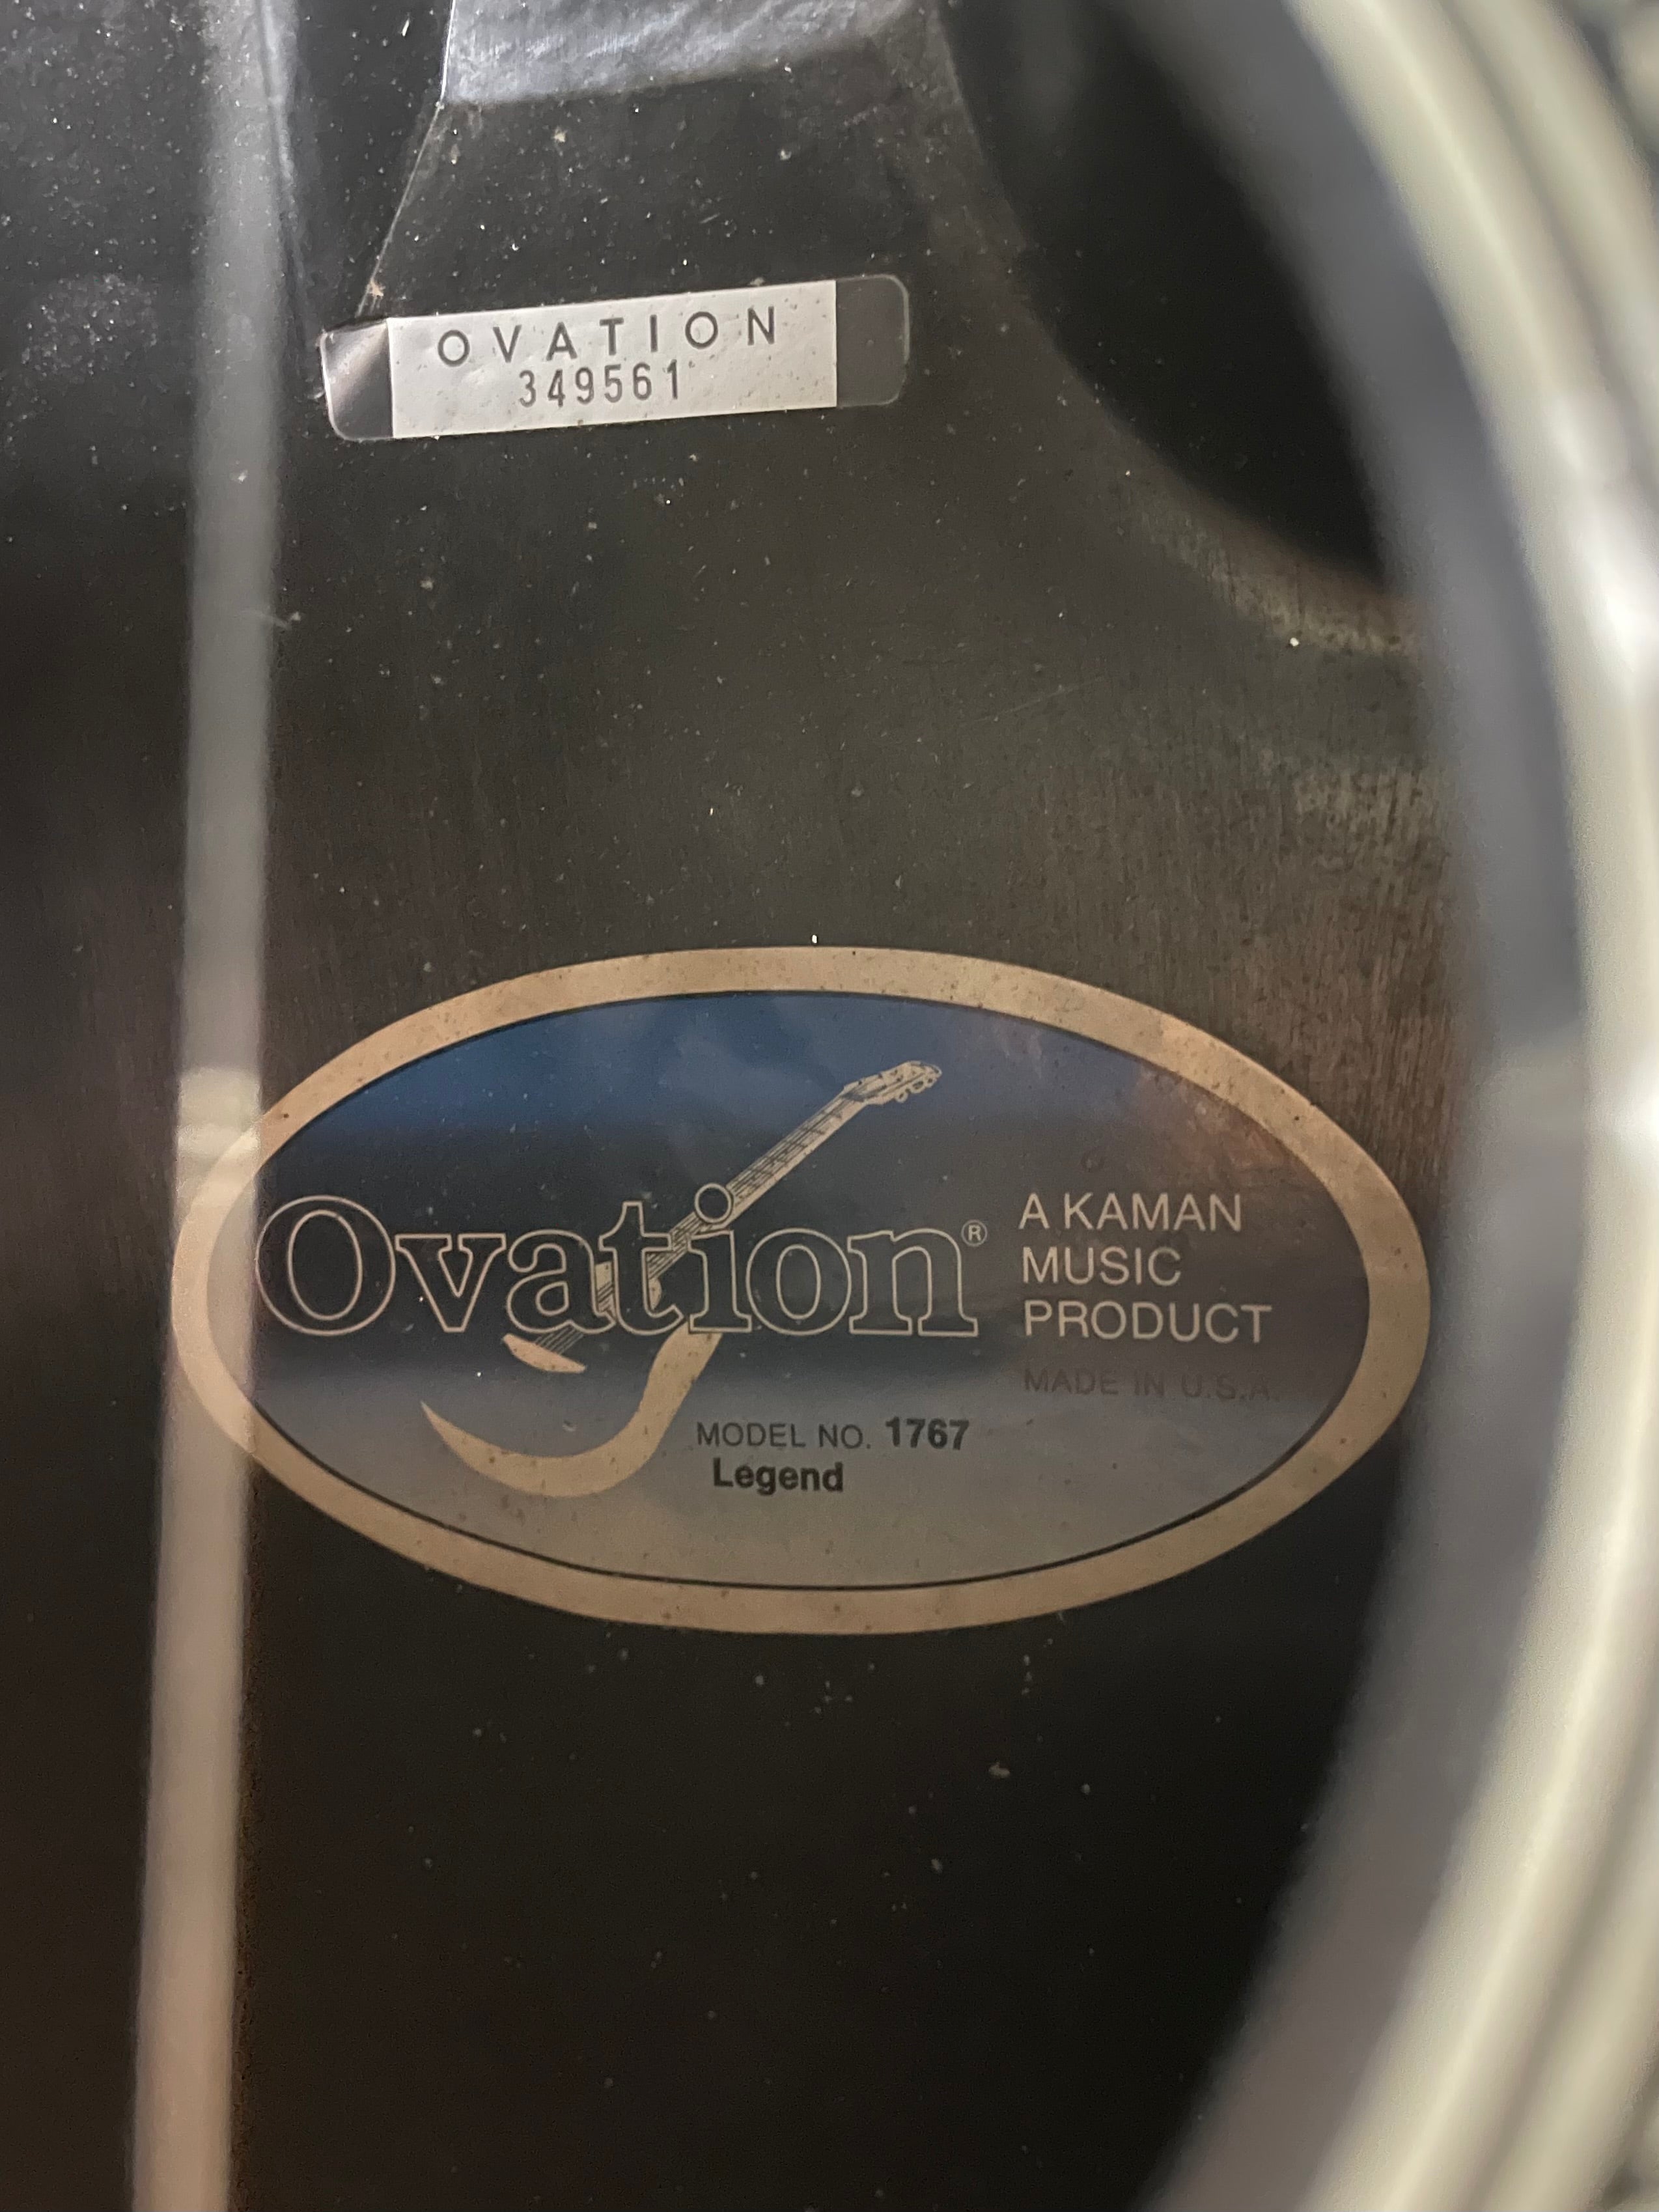 OVATION
349561
Ovation®
A KAMAN
MUSIC
PRODUCT
MADE IN U.S.A.
MODEL NO. 1767
Legend